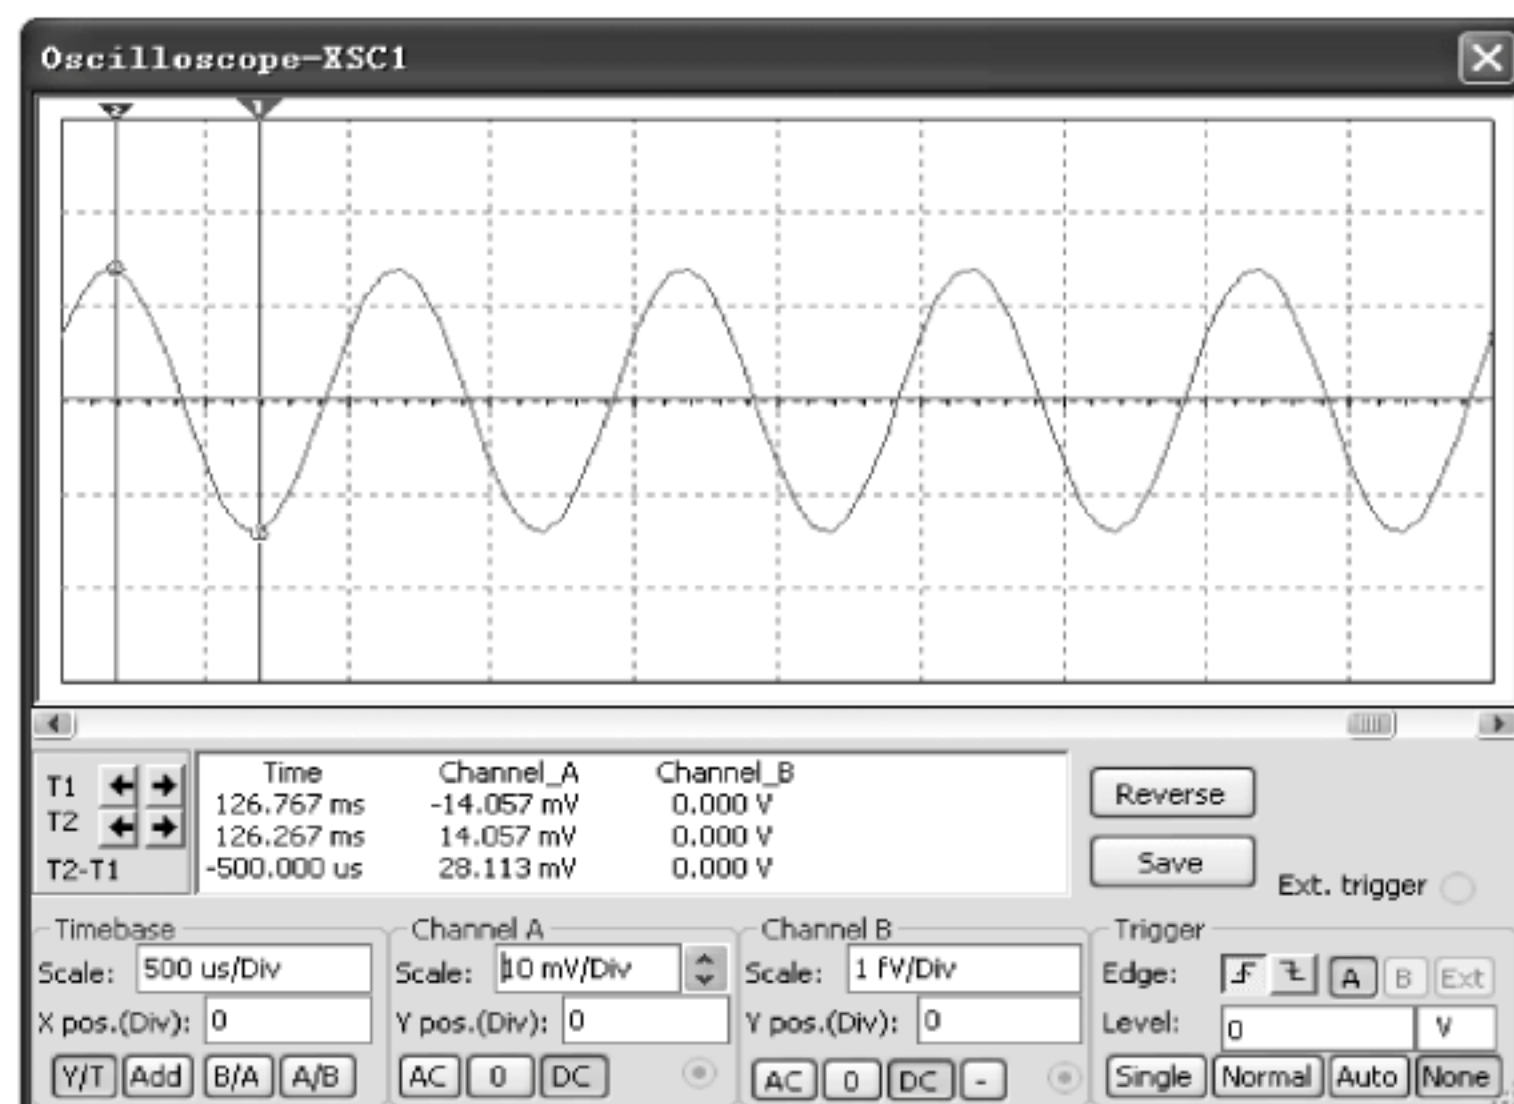 Oscilloscope-XSC1
2 1
Time Channel_A Channel_B
T1 126.767 ms -14.057 mV 0.000 V Reverse
T2 126.267 ms 14.057 mV 0.000 V
T2-T1 -500.000 us 28.113 mV 0.000 V Save
Ext. trigger
Timebase Channel A Channel B Trigger
Scale: 500 us/Div Scale: 10 mV/Div Scale: 1 fV/Div Edge: A B Ext
X pos.(Div): 0 Y pos.(Div): 0 Y pos.(Div): 0 Level: 0 V
Y/T Add B/A A/B AC 0 DC AC 0 DC - Single Normal Auto None